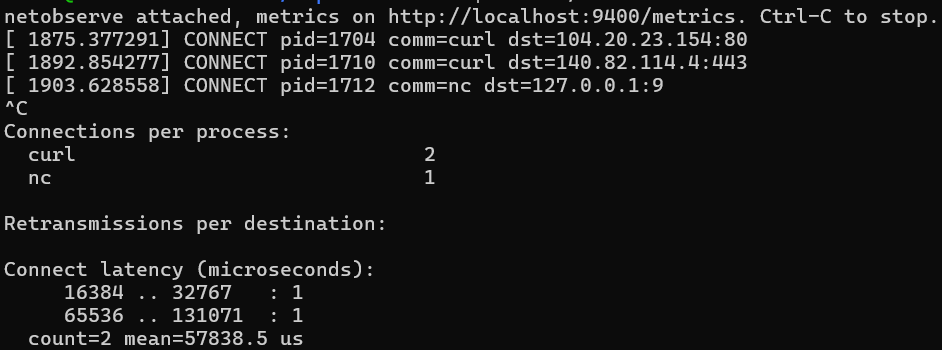 netobserve attached, metrics on http://localhost:9400/metrics. Ctrl-C to stop.
[ 1875.377291] CONNECT pid=1704 comm=curl dst=104.20.23.154:80
[ 1892.854277] CONNECT pid=1710 comm=curl dst=140.82.114.4:443
[ 1903.628558] CONNECT pid=1712 comm=nc dst=127.0.0.1:9
^C
Connections per process:
  curl                             2
  nc                               1

Retransmissions per destination:

Connect latency (microseconds):
     16384 .. 32767   : 1
     65536 .. 131071  : 1
  count=2 mean=57838.5 us